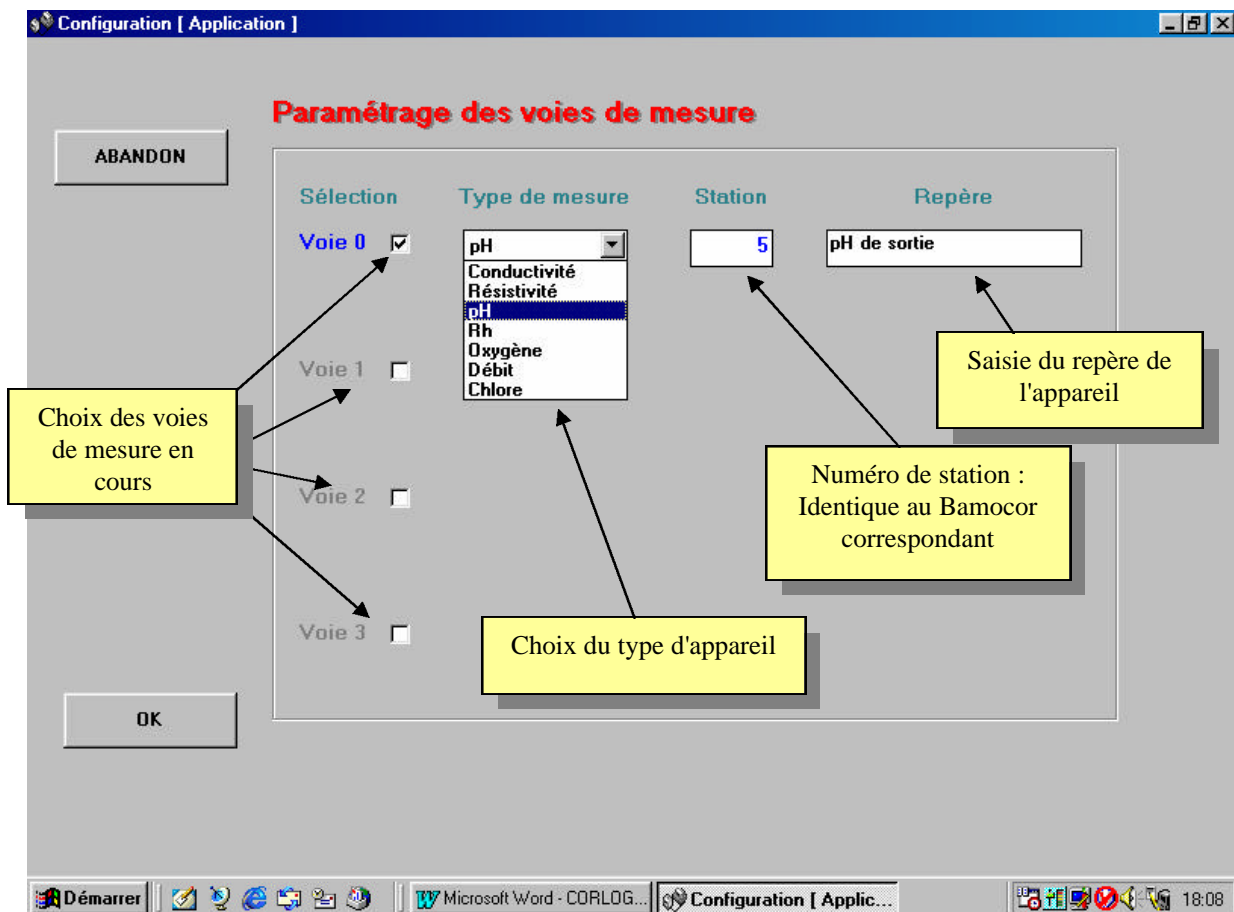 Configuration [ Application ]
Paramétrage des voies de mesure
ABANDON
Sélection Type de mesure Station Repère
Voie 0 pH 5 pH de sortie
Conductivité
Résistivité
pH
Rh
Oxygène
Débit
Chlore
Voie 1
Voie 2
Voie 3
Choix des voies
de mesure en
cours
Saisie du repère de
l'appareil
Numéro de station :
Identique au Bamocor
correspondant
Choix du type d'appareil
OK
Démarrer Microsoft Word - CORLOG... Configuration [ Applic... 18:08